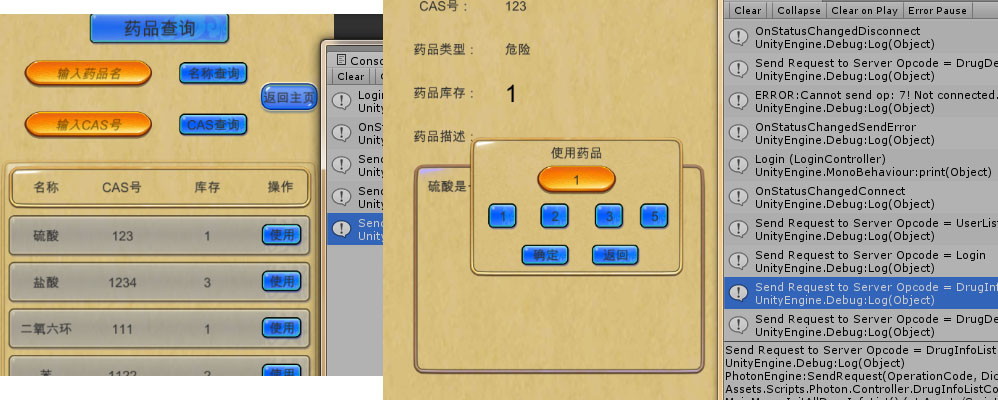 药品查询
输入药品名
名称查询
返回主页
输入CAS号
CAS查询
名称 CAS号 库存 操作
硫酸 123 1 使用
盐酸 1234 3 使用
二氧六环 111 1 使用
苯 1122 2 使用
Conso
Clear
Login
Unity
OnSt
Unity
Send
Unity
Send
Unity
Send
Unity
CAS号： 123
药品类型： 危险
药品库存： 1
药品描述：
硫酸是
使用药品
1
1 2 3 5
确定 返回
Clear Collapse Clear on Play Error Pause
OnStatusChangedDisconnect
UnityEngine.Debug:Log(Object)
Send Request to Server Opcode = DrugDe
UnityEngine.Debug:Log(Object)
ERROR:Cannot send op: 7! Not connected.
UnityEngine.Debug:Log(Object)
OnStatusChangedSendError
UnityEngine.Debug:Log(Object)
Login (LoginController)
UnityEngine.MonoBehaviour:print(Object)
OnStatusChangedConnect
UnityEngine.Debug:Log(Object)
Send Request to Server Opcode = UserList
UnityEngine.Debug:Log(Object)
Send Request to Server Opcode = Login
UnityEngine.Debug:Log(Object)
Send Request to Server Opcode = DrugInfo
UnityEngine.Debug:Log(Object)
Send Request to Server Opcode = DrugDe
UnityEngine.Debug:Log(Object)
Send Request to Server Opcode = DrugInfoList
UnityEngine.Debug:Log(Object)
PhotonEngine:SendRequest(OperationCode, Dic
Assets.Scripts.Photon.Controller.DrugInfoListCo